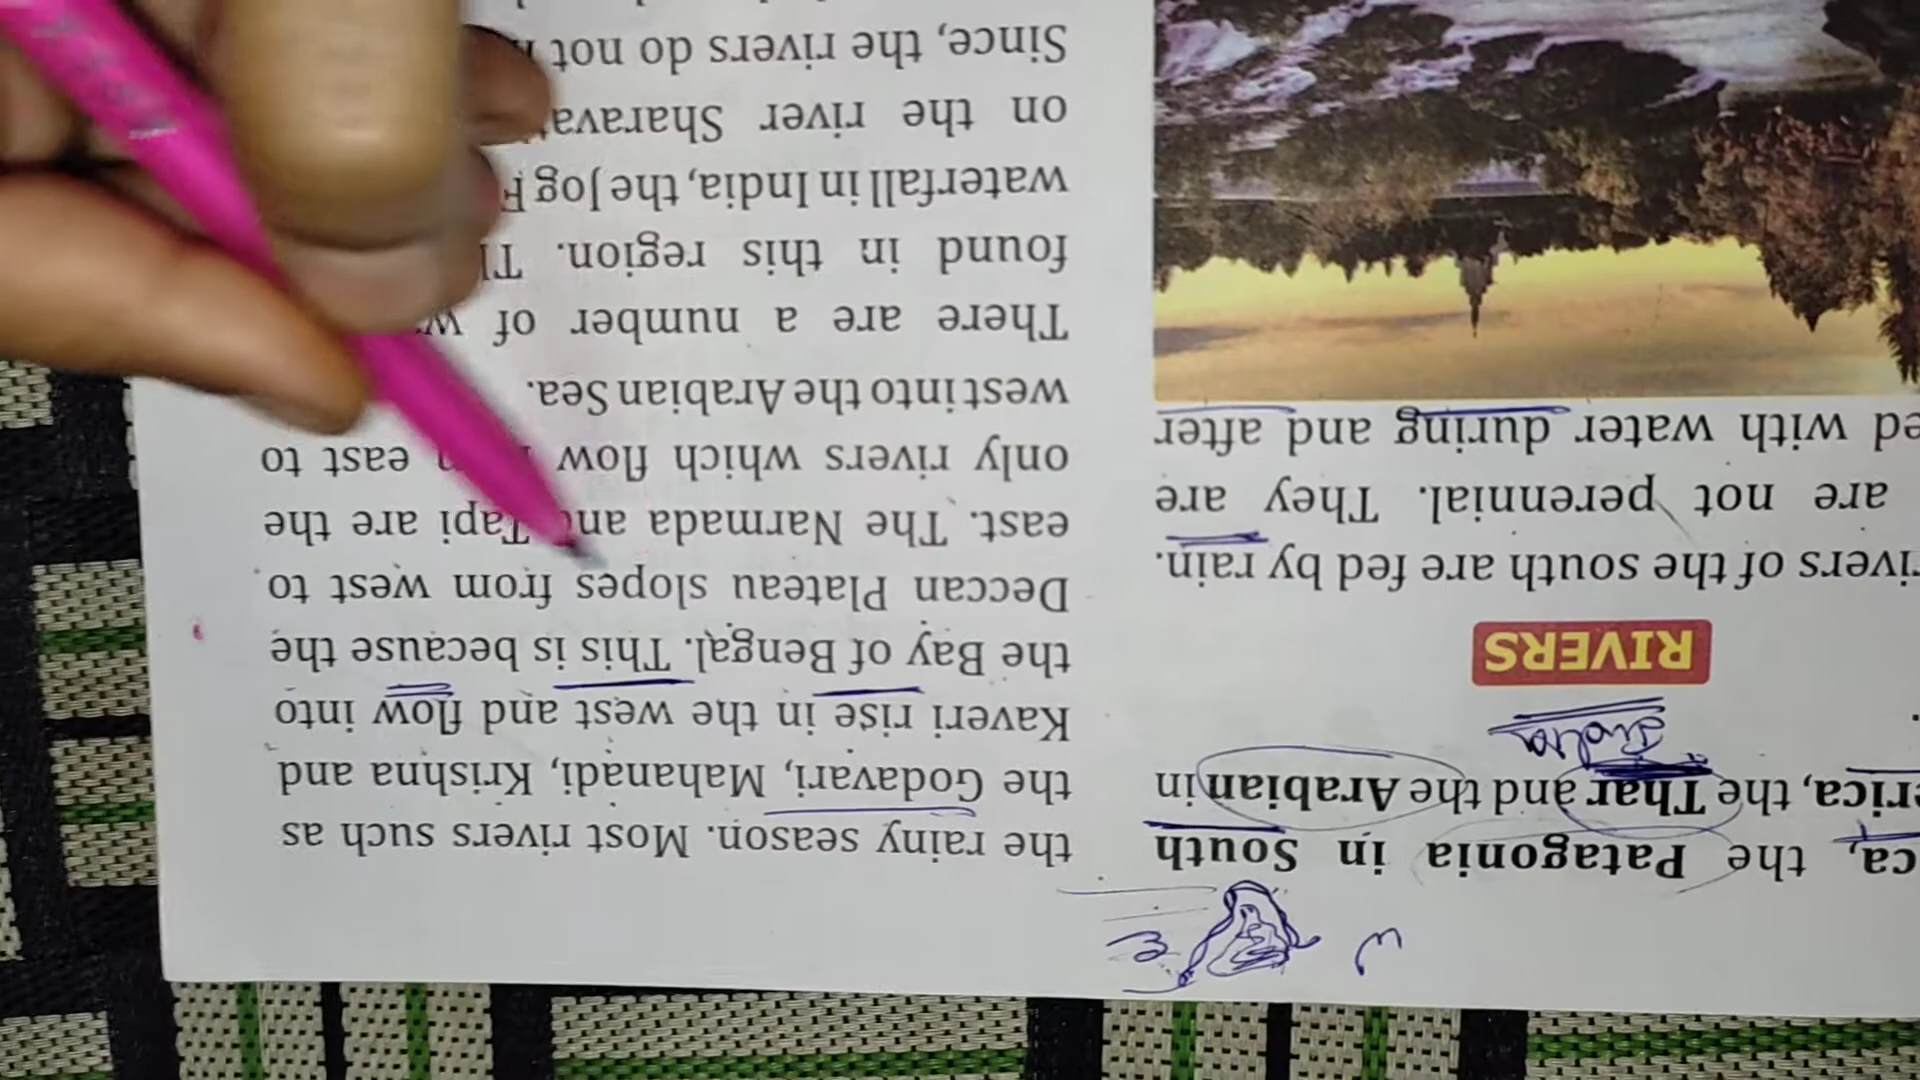 W E
the Patagonia in South
the Thar and the Arabian in
India
RIVERS
rivers of the south are fed by rain.
are not perennial. They are
with water during and after
the rainy season. Most rivers such as
the Godavari, Mahanadi, Krishna and
Kaveri rise in the west and flow into
the Bay of Bengal. This is because the
Deccan Plateau slopes from west to
east. The Narmada and Tapi are the
only rivers which flow east to
west into the Arabian Sea.
There are a number of
found in this region.
waterfall in India, the Jog
on the river
Since, the rivers do not